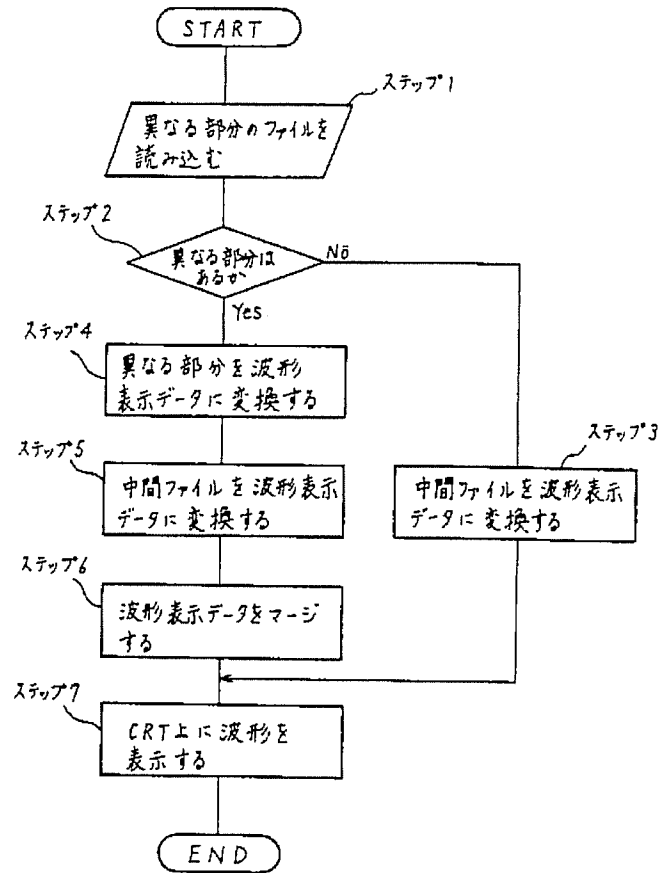 START
ステップ1
異なる部分のファイルを
読み込む
ステップ2
異なる部分は
あるか
No
Yes
ステップ4
異なる部分を波形
表示データに変換する
ステップ3
ステップ5
中間ファイルを波形表示
データに変換する
中間ファイルを波形表示
データに変換する
ステップ6
波形表示データをマージ
する
ステップ7
CRT上に波形を
表示する
END